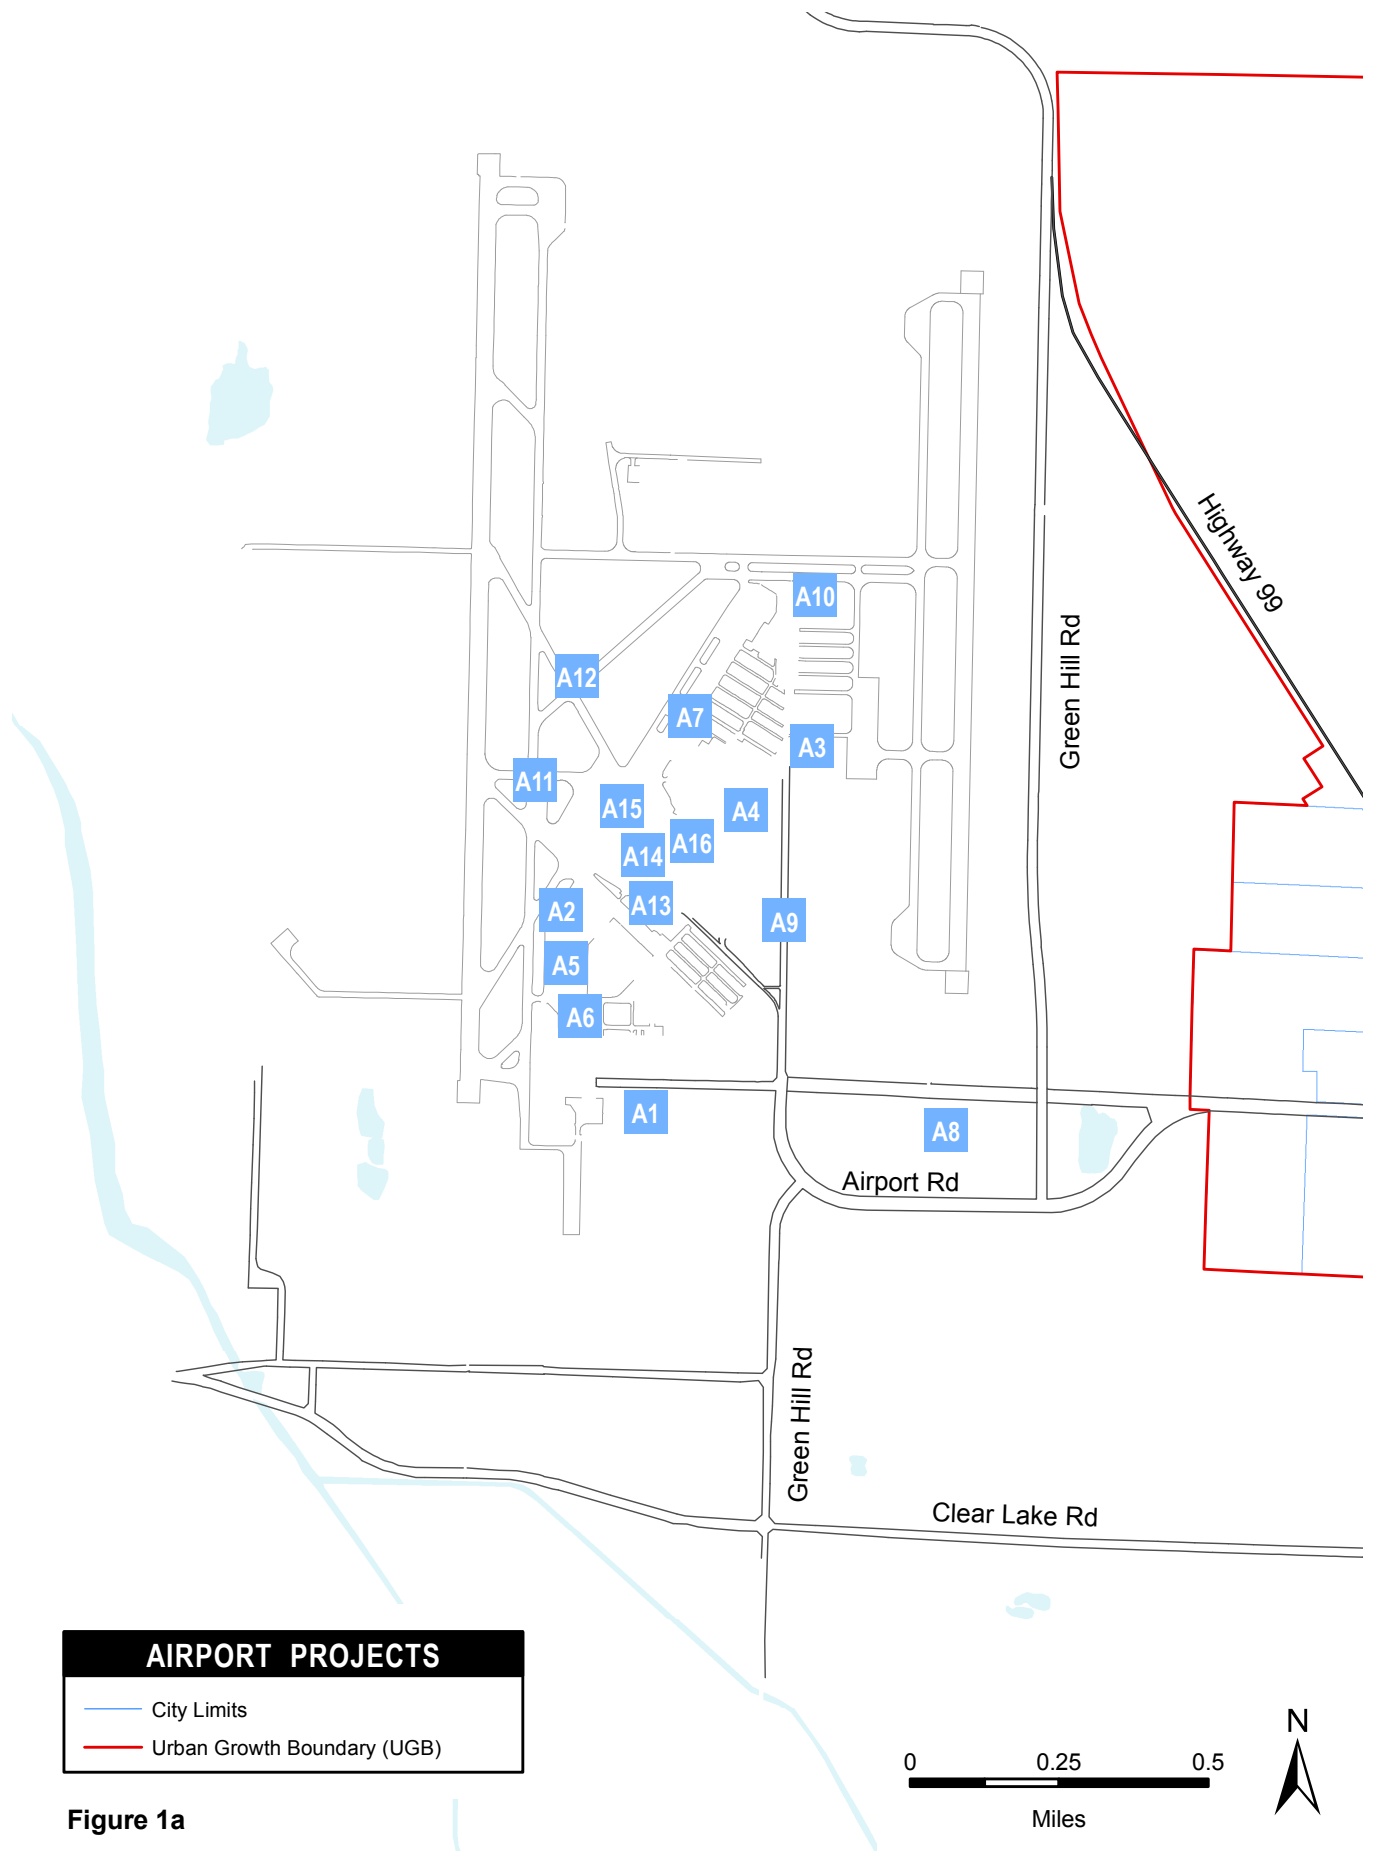 Highway 99
A10
Green Hill Rd
A12
A7
A3
A11
A15
A4
A16
A14
A13
A2
A9
A5
A6
A1
A8
Airport Rd
Green Hill Rd
Clear Lake Rd
AIRPORT PROJECTS
City Limits
Urban Growth Boundary (UGB)
N
0 0.25 0.5
Miles
Figure 1a